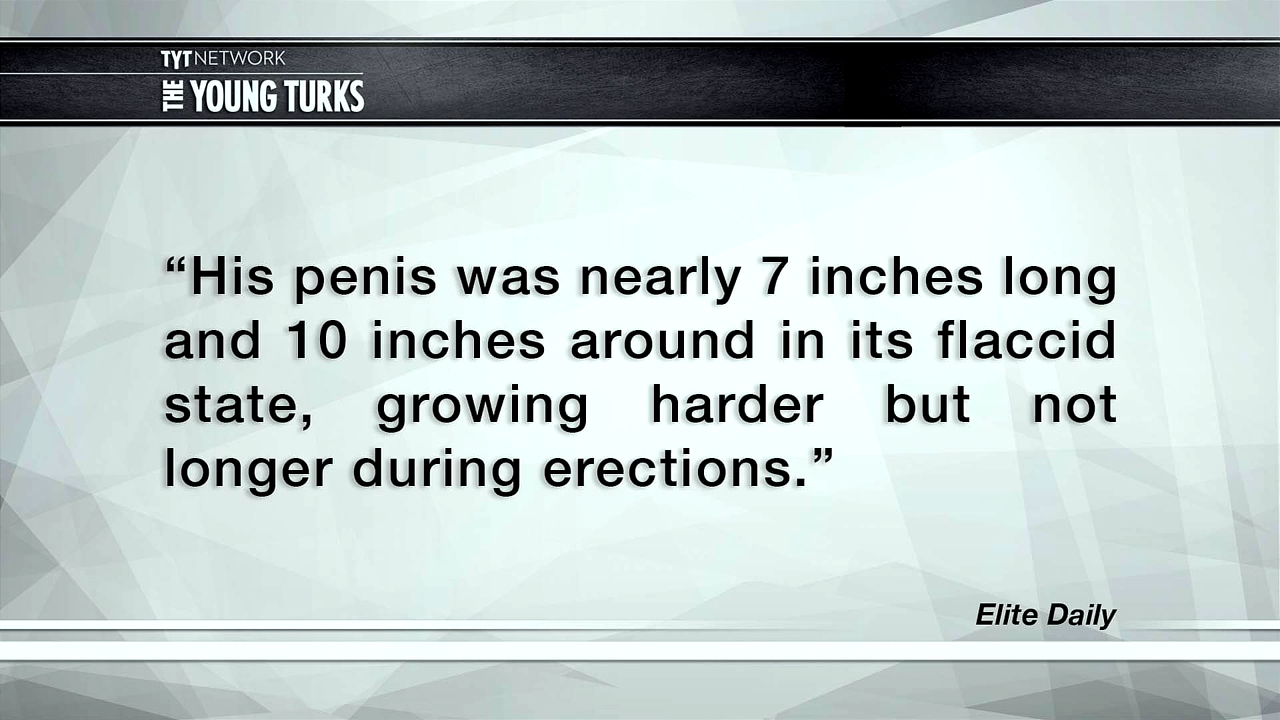 TYT NETWORK
THE YOUNG TURKS
“His penis was nearly 7 inches long
and 10 inches around in its flaccid
state, growing harder but not
longer during erections.”
Elite Daily